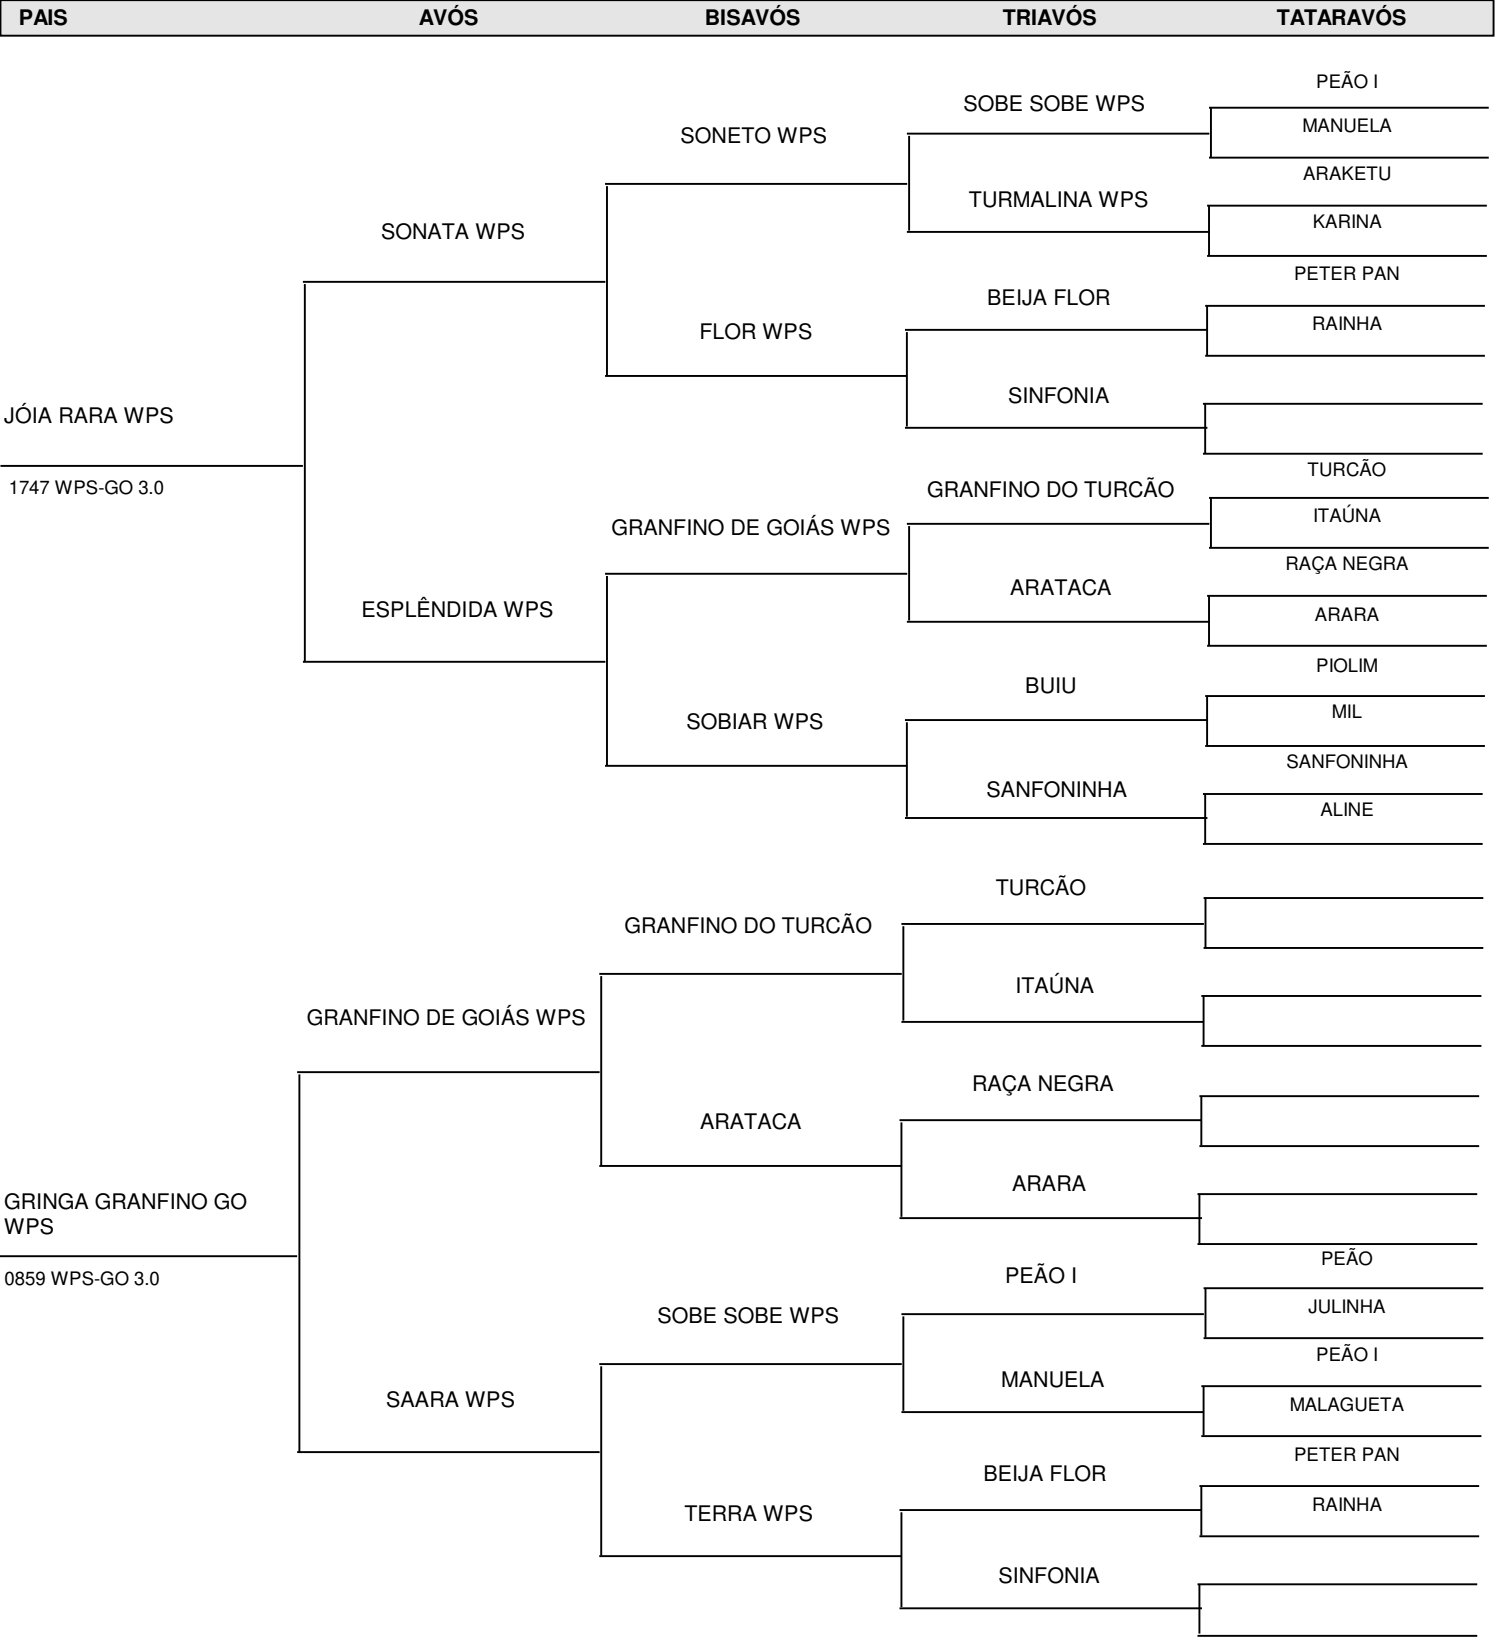 PAIS AVÓS BISAVÓS TRIAVÓS TATARAVÓS
PEÃO I
SOBE SOBE WPS
MANUELA
SONETO WPS
ARAKETU
TURMALINA WPS
KARINA
SONATA WPS
PETER PAN
BEIJA FLOR
RAINHA
FLOR WPS
SINFONIA
JÓIA RARA WPS
1747 WPS-GO 3.0
TURCÃO
GRANFINO DO TURCÃO
ITAÚNA
GRANFINO DE GOIÁS WPS
RAÇA NEGRA
ARATACA
ARARA
ESPLÊNDIDA WPS
PIOLIM
BUIU
MIL
SOBIAR WPS
SANFONINHA
SANFONINHA
ALINE
TURCÃO
GRANFINO DO TURCÃO
ITAÚNA
GRANFINO DE GOIÁS WPS
RAÇA NEGRA
ARATACA
ARARA
GRINGA GRANFINO GO
WPS
0859 WPS-GO 3.0
PEÃO
PEÃO I
JULINHA
SOBE SOBE WPS
PEÃO I
MANUELA
MALAGUETA
SAARA WPS
PETER PAN
BEIJA FLOR
RAINHA
TERRA WPS
SINFONIA